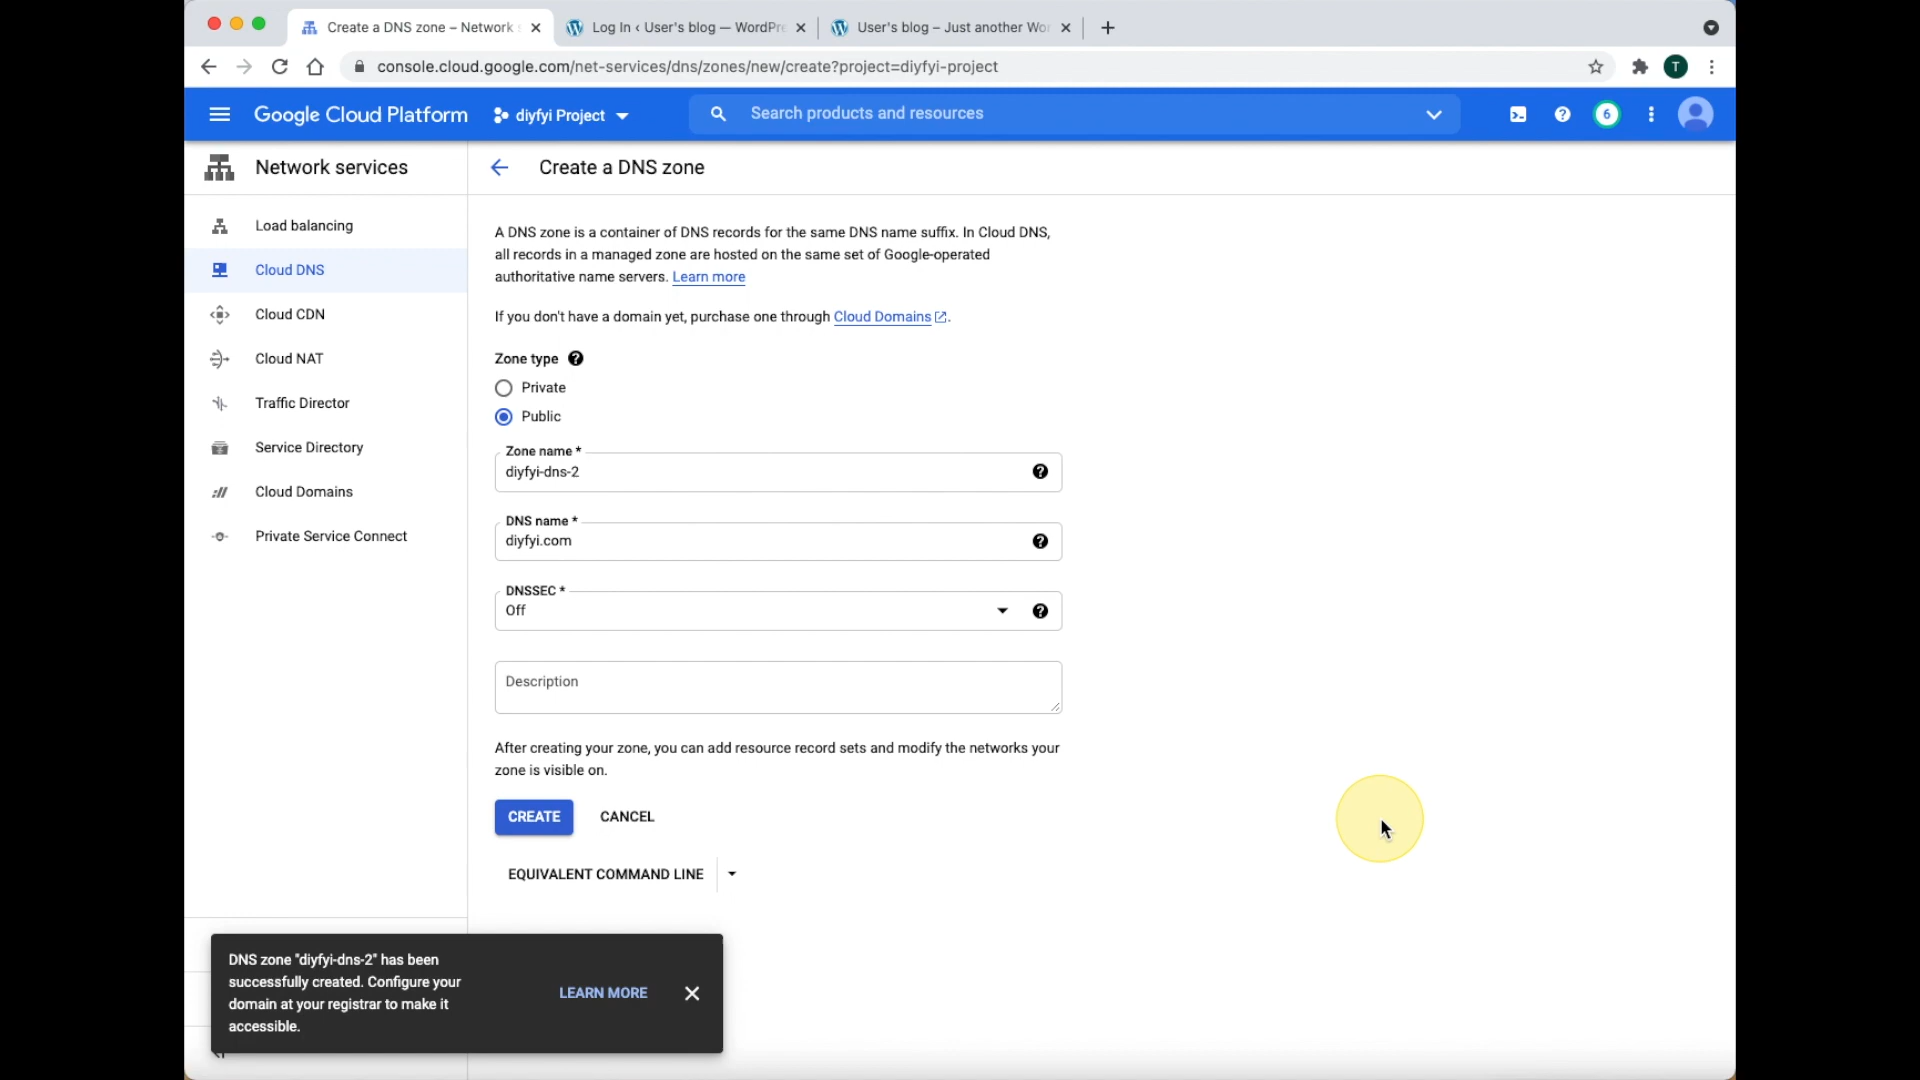 Create a DNS zone – Network s
Log In ‹ User's blog — WordPre
User's blog – Just another Wor
console.cloud.google.com/net-services/dns/zones/new/create?project=diyfyi-project
T
Google Cloud Platform
diyfyi Project
Search products and resources
6
Network services
Create a DNS zone
Load balancing
Cloud DNS
Cloud CDN
Cloud NAT
Traffic Director
Service Directory
Cloud Domains
Private Service Connect
A DNS zone is a container of DNS records for the same DNS name suffix. In Cloud DNS,
all records in a managed zone are hosted on the same set of Google-operated
authoritative name servers. Learn more
If you don't have a domain yet, purchase one through Cloud Domains.
Zone type
Private
Public
Zone name *
diyfyi-dns-2
DNS name *
diyfyi.com
DNSSEC *
Off
Description
After creating your zone, you can add resource record sets and modify the networks your
zone is visible on.
CREATE
CANCEL
EQUIVALENT COMMAND LINE
DNS zone "diyfyi-dns-2" has been
successfully created. Configure your
domain at your registrar to make it
accessible.
LEARN MORE